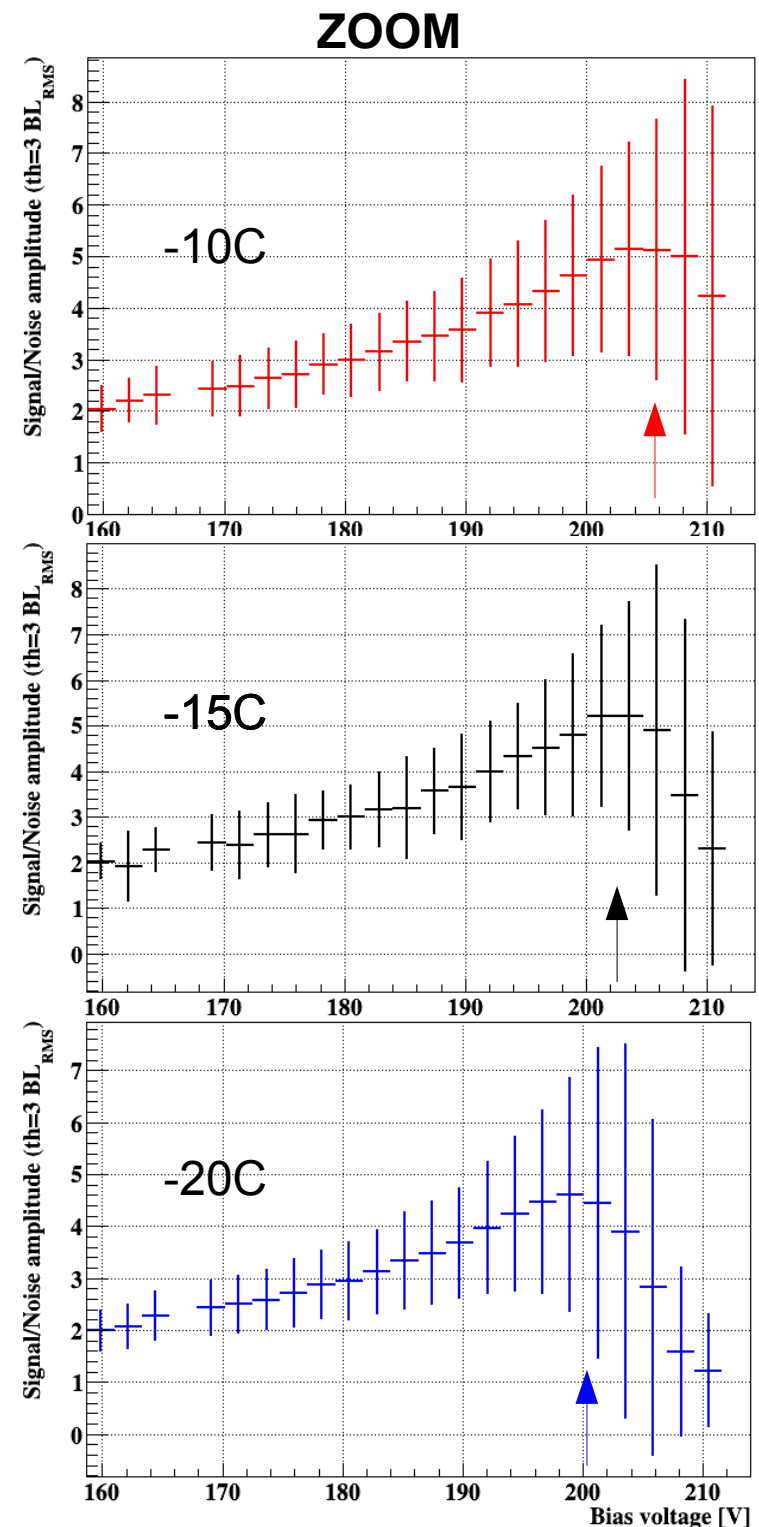 ZOOM
Signal/Noise amplitude (th=3 BL_RMS)
8
7
6
5
4
3
2
1
0
-10C
160 170 180 190 200 210
Signal/Noise amplitude (th=3 BL_RMS)
8
7
6
5
4
3
2
1
0
-15C
160 170 180 190 200 210
Signal/Noise amplitude (th=3 BL_RMS)
7
6
5
4
3
2
1
0
-20C
160 170 180 190 200 210
Bias voltage [V]